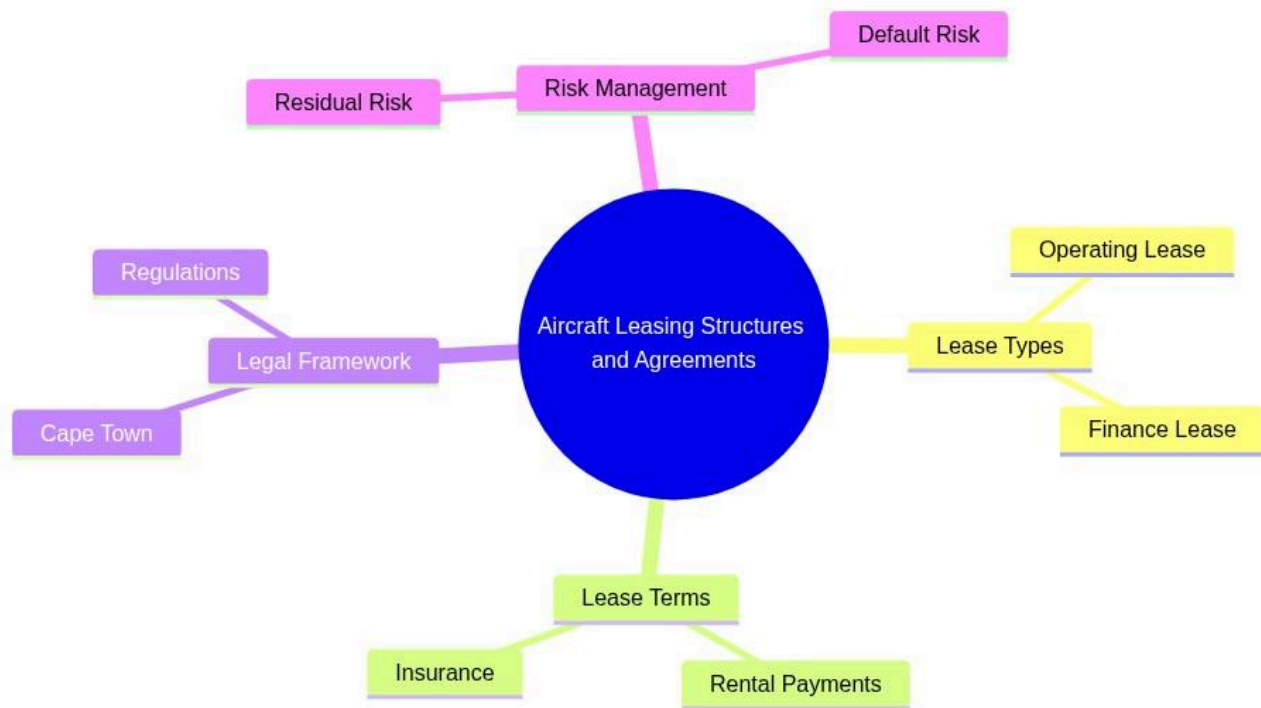 Default Risk
Risk Management
Residual Risk
Operating Lease
Regulations
Aircraft Leasing Structures
and Agreements
Lease Types
Legal Framework
Finance Lease
Cape Town
Lease Terms
Insurance
Rental Payments